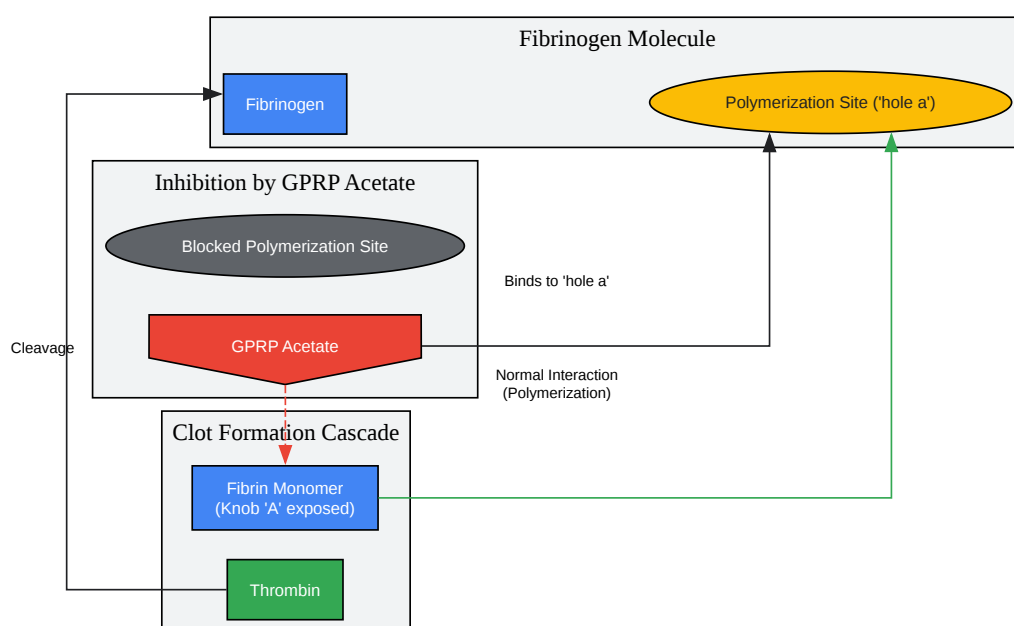 Fibrinogen Molecule
Fibrinogen
Polymerization Site ('hole a')
Inhibition by GPRP Acetate
Blocked Polymerization Site
Binds to 'hole a'
GPRP Acetate
Cleavage
Normal Interaction
(Polymerization)
Clot Formation Cascade
Fibrin Monomer
(Knob 'A' exposed)
Thrombin